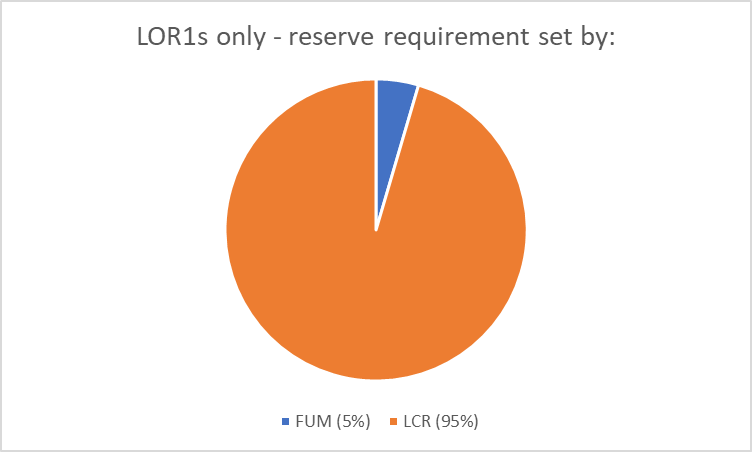 LOR1s only - reserve requirement set by:
FUM (5%) LCR (95%)